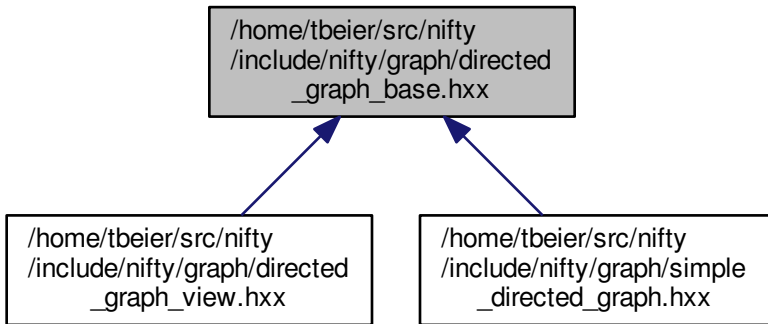 /home/tbeier/src/nifty
/include/nifty/graph/directed
_graph_base.hxx
/home/tbeier/src/nifty
/include/nifty/graph/directed
_graph_view.hxx
/home/tbeier/src/nifty
/include/nifty/graph/simple
_directed_graph.hxx